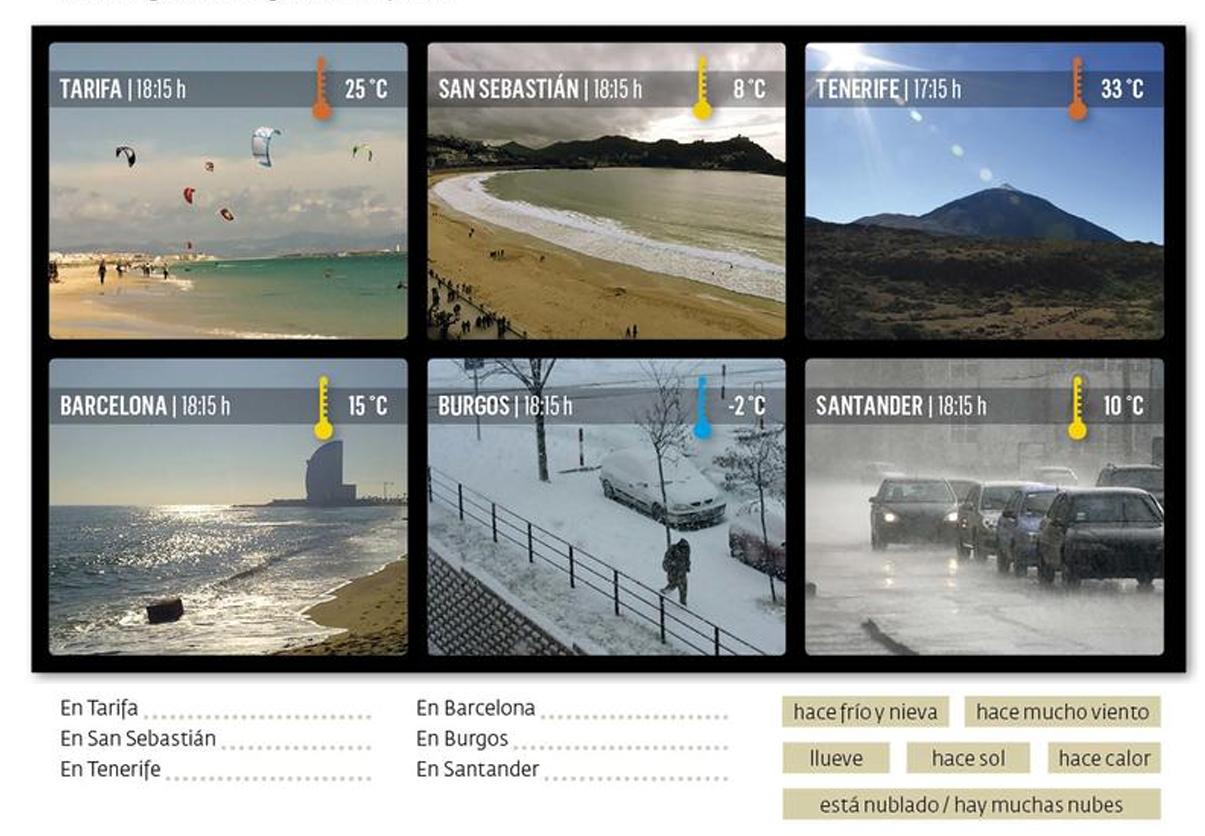 TARIFA | 18:15 h 25 °C
SAN SEBASTIÁN | 18:15 h 8 °C
TENERIFE | 17:15 h 33 °C
BARCELONA | 18:15 h 15 °C
BURGOS | 18:15 h -2 °C
SANTANDER | 18:15 h 10 °C
En Tarifa
En San Sebastián
En Tenerife
En Barcelona
En Burgos
En Santander
hace frío y nieva
hace mucho viento
llueve
hace sol
hace calor
está nublado / hay muchas nubes